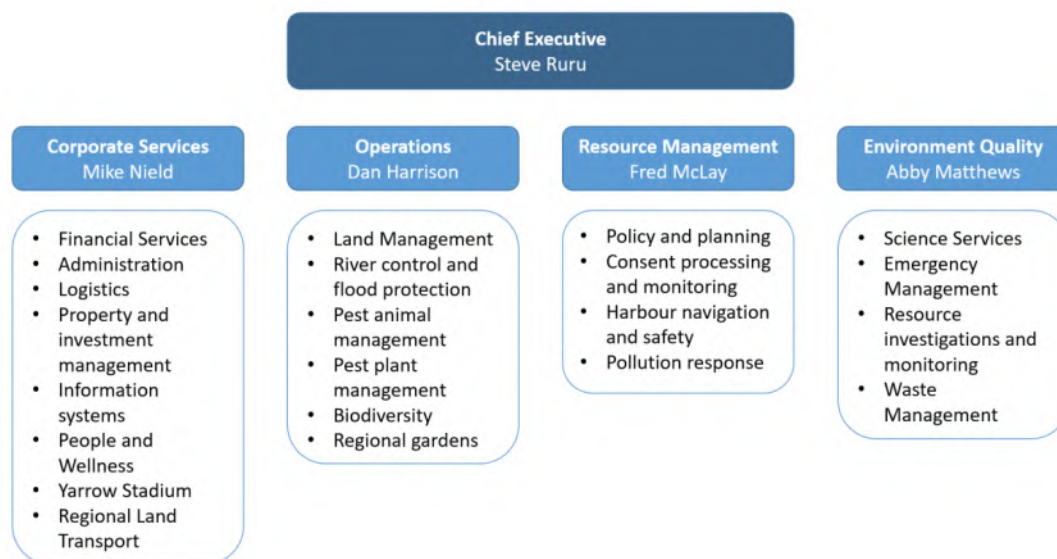 Chief Executive
Steve Ruru
Corporate Services
Mike Nield
• Financial Services
• Administration
• Logistics
• Property and
investment
management
• Information
systems
• People and
Wellness
• Yarrow Stadium
• Regional Land
Transport
Operations
Dan Harrison
• Land Management
• River control and
flood protection
• Pest animal
management
• Pest plant
management
• Biodiversity
• Regional gardens
Resource Management
Fred McLay
• Policy and planning
• Consent processing
and monitoring
• Harbour navigation
and safety
• Pollution response
Environment Quality
Abby Matthews
• Science Services
• Emergency
Management
• Resource
investigations and
monitoring
• Waste
Management